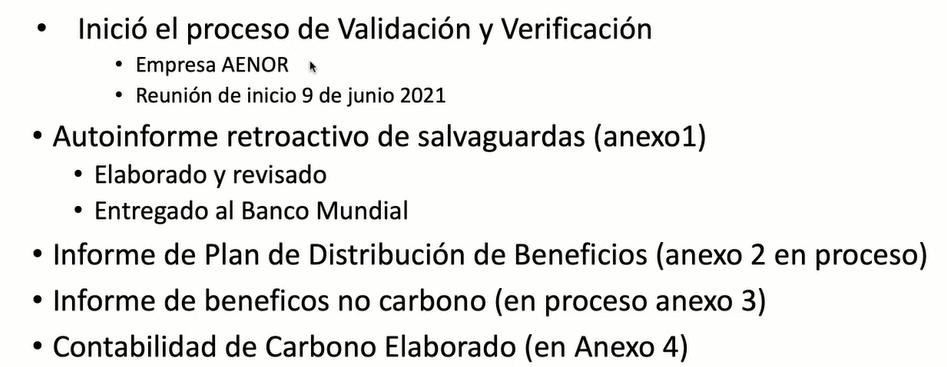 • Inició el proceso de Validación y Verificación
• Empresa AENOR
• Reunión de inicio 9 de junio 2021
• Autoinforme retroactivo de salvaguardas (anexo1)
• Elaborado y revisado
• Entregado al Banco Mundial
• Informe de Plan de Distribución de Beneficios (anexo 2 en proceso)
• Informe de beneficos no carbono (en proceso anexo 3)
• Contabilidad de Carbono Elaborado (en Anexo 4)